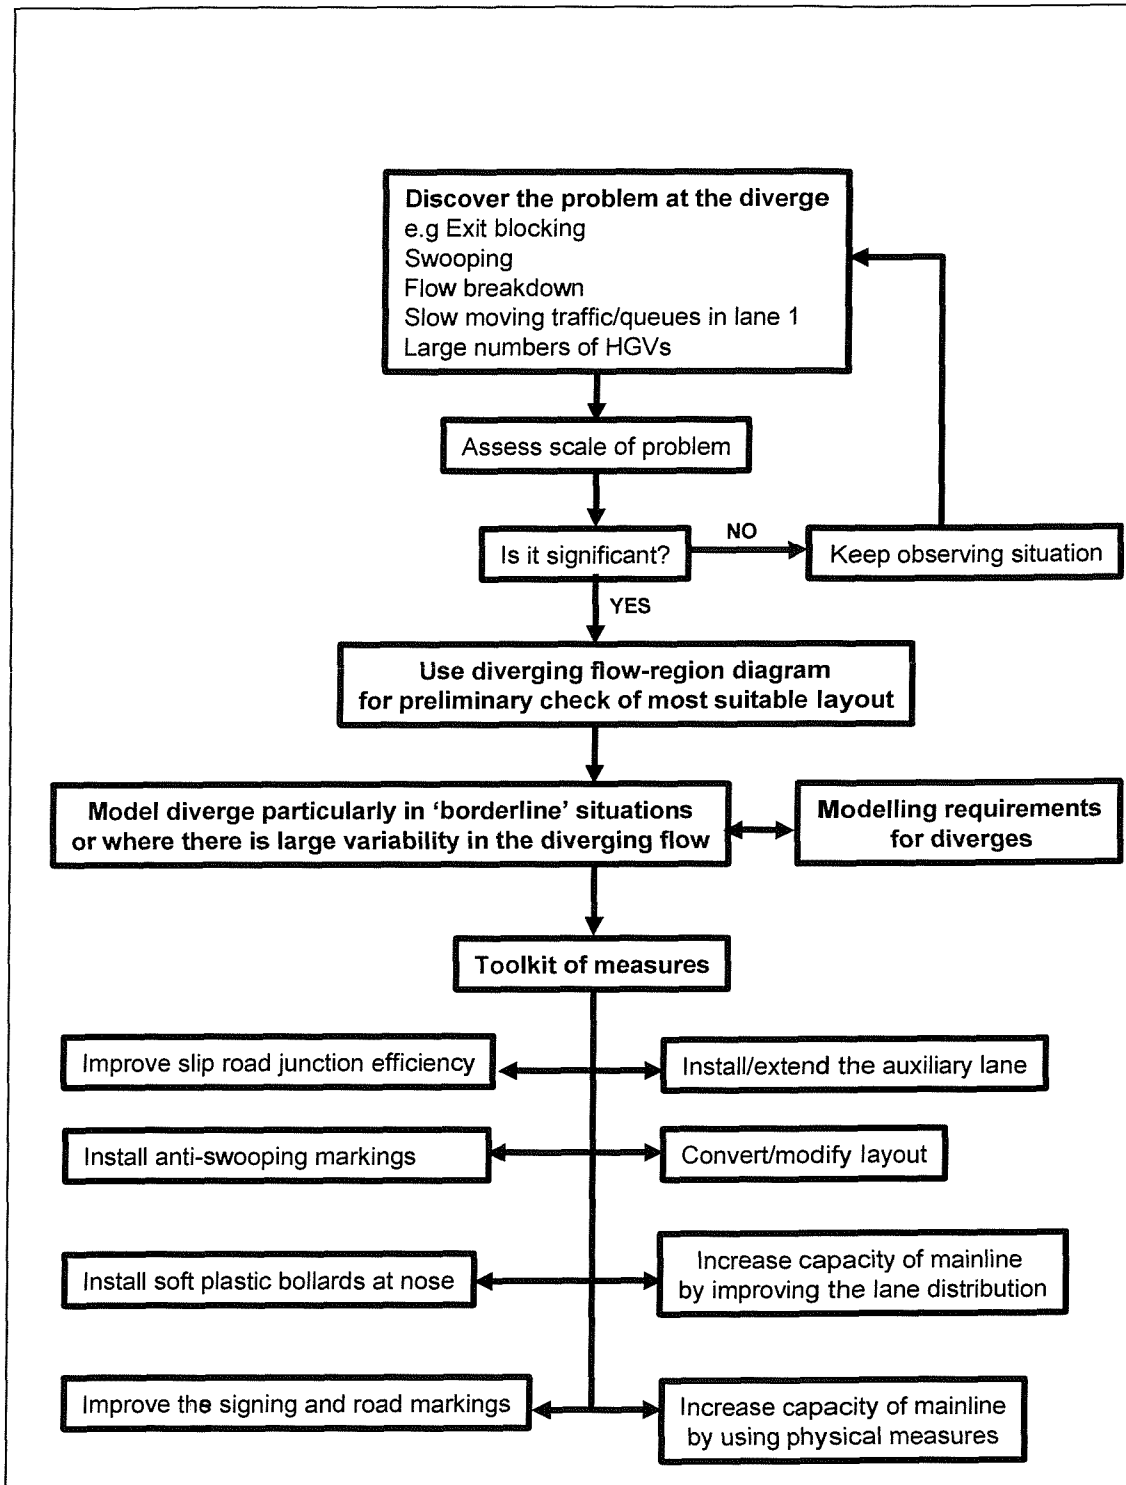 Discover the problem at the diverge
e.g Exit blocking
Swooping
Flow breakdown
Slow moving traffic/queues in lane 1
Large numbers of HGVs
Assess scale of problem
Is it significant?
NO
Keep observing situation
YES
Use diverging flow-region diagram
for preliminary check of most suitable layout
Model diverge particularly in ‘borderline’ situations
or where there is large variability in the diverging flow
Modelling requirements
for diverges
Toolkit of measures
Improve slip road junction efficiency
Install/extend the auxiliary lane
Install anti-swooping markings
Convert/modify layout
Install soft plastic bollards at nose
Increase capacity of mainline
by improving the lane distribution
Improve the signing and road markings
Increase capacity of mainline
by using physical measures